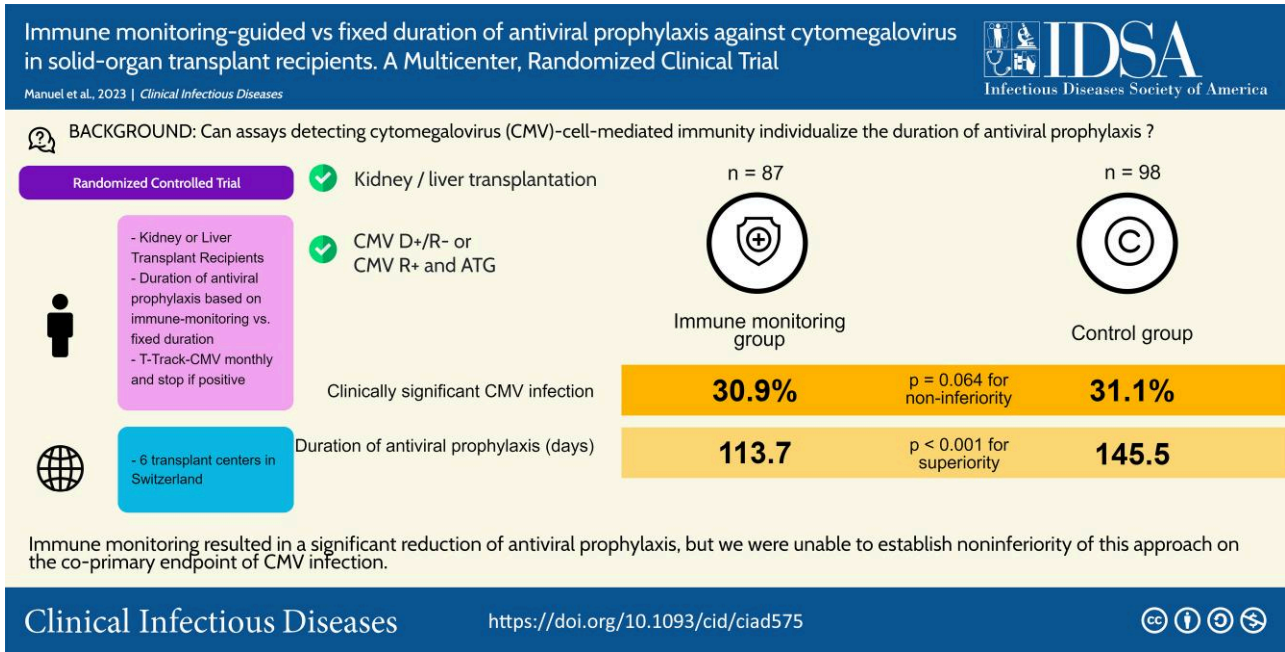 Immune monitoring-guided vs fixed duration of antiviral prophylaxis against cytomegalovirus
in solid-organ transplant recipients. A Multicenter, Randomized Clinical Trial
Manuel et al., 2023 | Clinical Infectious Diseases
IDSA
Infectious Diseases Society of America
BACKGROUND: Can assays detecting cytomegalovirus (CMV)-cell-mediated immunity individualize the duration of antiviral prophylaxis ?
Randomized Controlled Trial
- Kidney or Liver
Transplant Recipients
- Duration of antiviral
prophylaxis based on
immune-monitoring vs.
fixed duration
- T-Track-CMV monthly
and stop if positive
- 6 transplant centers in
Switzerland
Kidney / liver transplantation
CMV D+/R- or
CMV R+ and ATG
n = 87
Immune monitoring
group
n = 98
C
Control group
Clinically significant CMV infection
30.9%
p = 0.064 for
non-inferiority
31.1%
Duration of antiviral prophylaxis (days)
113.7
p < 0.001 for
superiority
145.5
Immune monitoring resulted in a significant reduction of antiviral prophylaxis, but we were unable to establish noninferiority of this approach on
the co-primary endpoint of CMV infection.
Clinical Infectious Diseases
https://doi.org/10.1093/cid/ciad575
cc